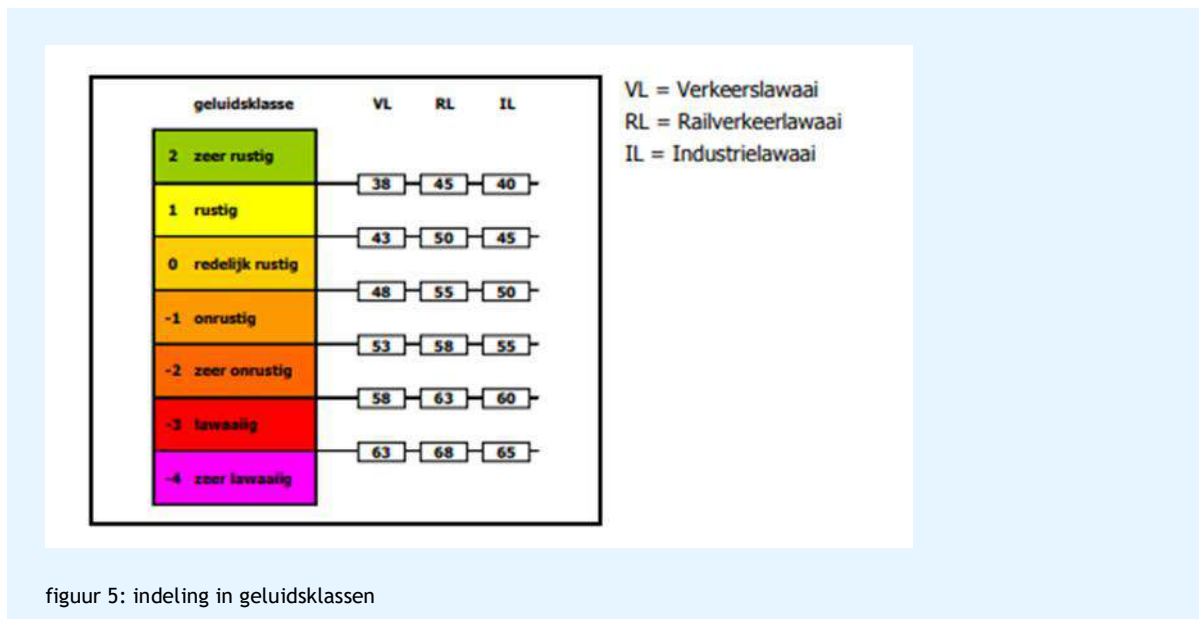 geluidsklasse VL RL IL
2 zeer rustig
38 45 40
1 rustig
43 50 45
0 redelijk rustig
48 55 50
-1 onrustig
53 58 55
-2 zeer onrustig
58 63 60
-3 lawaaiig
63 68 65
-4 zeer lawaaiig
VL = Verkeerslawaai
RL = Railverkeerlawaai
IL = Industrielawaai
figuur 5: indeling in geluidsklassen